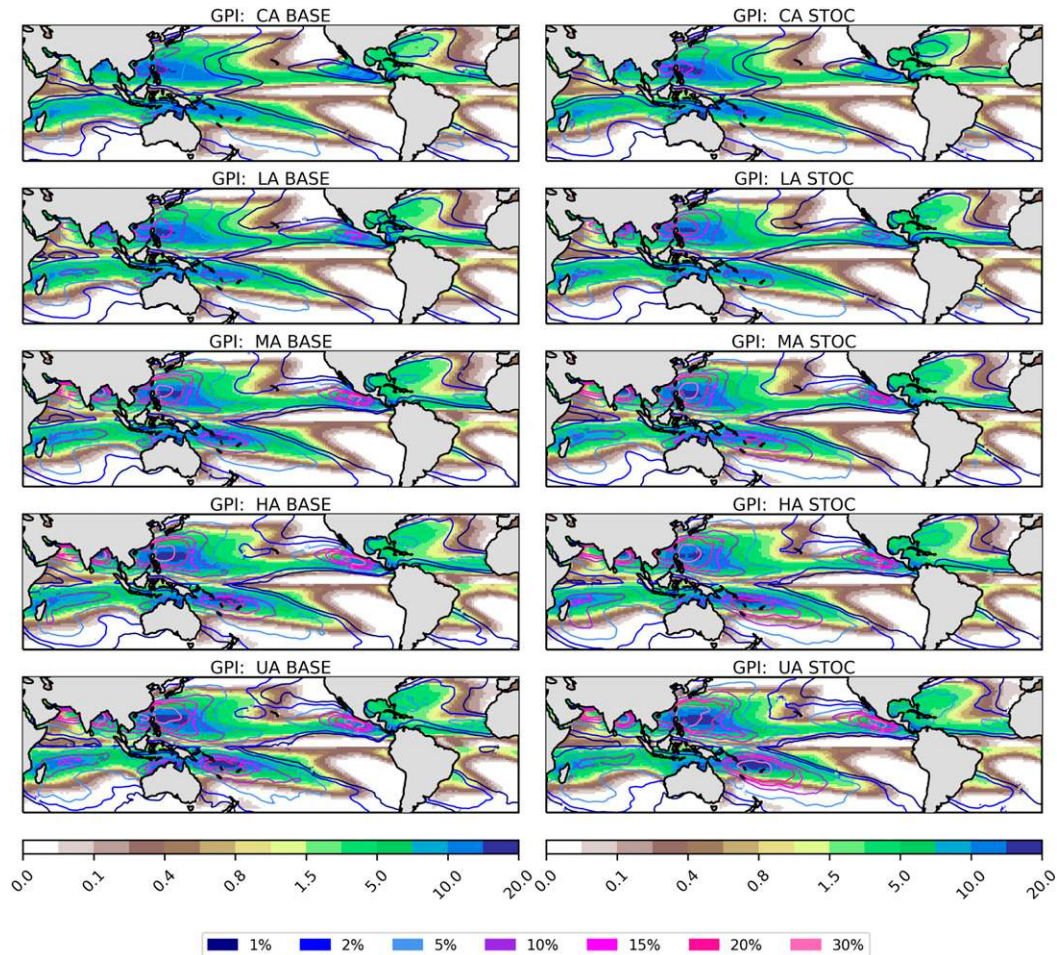 GPI: CA BASE
GPI: CA STOC
GPI: LA BASE
GPI: LA STOC
GPI: MA BASE
GPI: MA STOC
GPI: HA BASE
GPI: HA STOC
GPI: UA BASE
GPI: UA STOC
0.0 0.1 0.4 0.8 1.5 5.0 10.0 20.0
0.0 0.1 0.4 0.8 1.5 5.0 10.0 20.0
1% 2% 5% 10% 15% 20% 30%